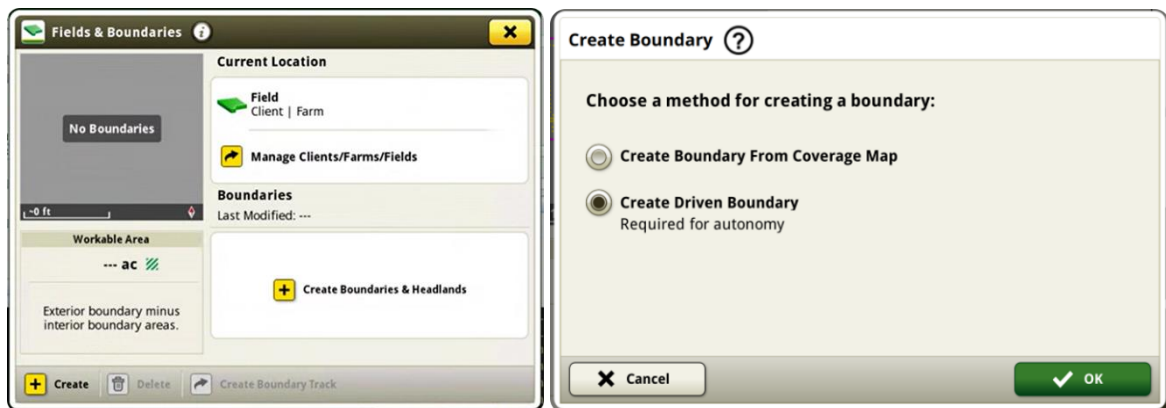 Fields & Boundaries
Current Location
No Boundaries
Field
Client | Farm
Manage Clients/Farms/Fields
~0 ft
Boundaries
Last Modified: ---
Workable Area
--- ac
Exterior boundary minus
interior boundary areas.
Create Boundaries & Headlands
Create
Delete
Create Boundary Track
Create Boundary
Choose a method for creating a boundary:
Create Boundary From Coverage Map
Create Driven Boundary
Required for autonomy
Cancel
OK